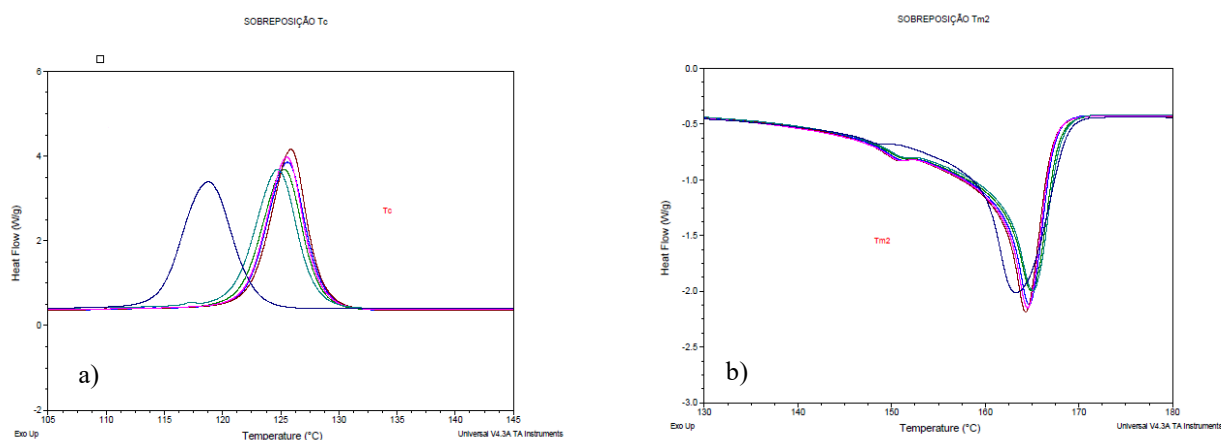 SOBREPOSIÇÃO Tc
6
4
2
0
-2
Heat Flow (W/g)
Tc
a)
105
110
115
120
125
130
135
140
145
Exo Up
Temperature (°C)
Universal V4.3A TA Instruments
SOBREPOSIÇÃO Tm2
0.0
-0.5
-1.0
-1.5
-2.0
-2.5
-3.0
Heat Flow (W/g)
Tm2
b)
130
140
150
160
170
180
Exo Up
Temperature (°C)
Universal V4.3A TA Instruments